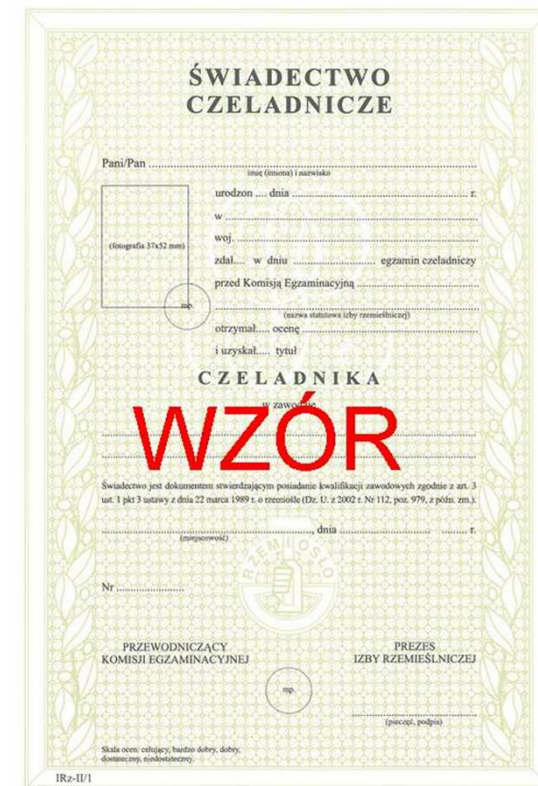 ŚWIADECTWO
CZELADNICZE
Pani/Pan ......................................................
imię (imiona) i nazwisko
urodzon .... dnia .............................. r.
w ..............................
woj. ..............................
(fotografia 37x52 mm)
zdał.... w dniu .................... egzamin czeladniczy
przed Komisją Egzaminacyjną ..............................
mp.
..............................
(nazwa statutowa izby rzemieślniczej)
otrzymał.... ocenę ..............................
i uzyskał..... tytuł
CZELADNIKA
w zawodzie
WZÓR
Świadectwo jest dokumentem stwierdzającym posiadanie kwalifikacji zawodowych zgodnie z art. 3
ust. 1 pkt 3 ustawy z dnia 22 marca 1989 r. o rzemiośle (Dz. U. z 2002 r. Nr 112, poz. 979, z późn. zm.).
.............................., dnia .................... ........ r.
(miejscowość)
RZEMIOSŁO
Nr ......................
PRZEWODNICZĄCY
KOMISJI EGZAMINACYJNEJ
PREZES
IZBY RZEMIEŚLNICZEJ
mp.
..............................
(pieczęć, podpis)
Skala ocen: celujący, bardzo dobry, dobry,
dostateczny, niedostateczny.
IRz-II/1